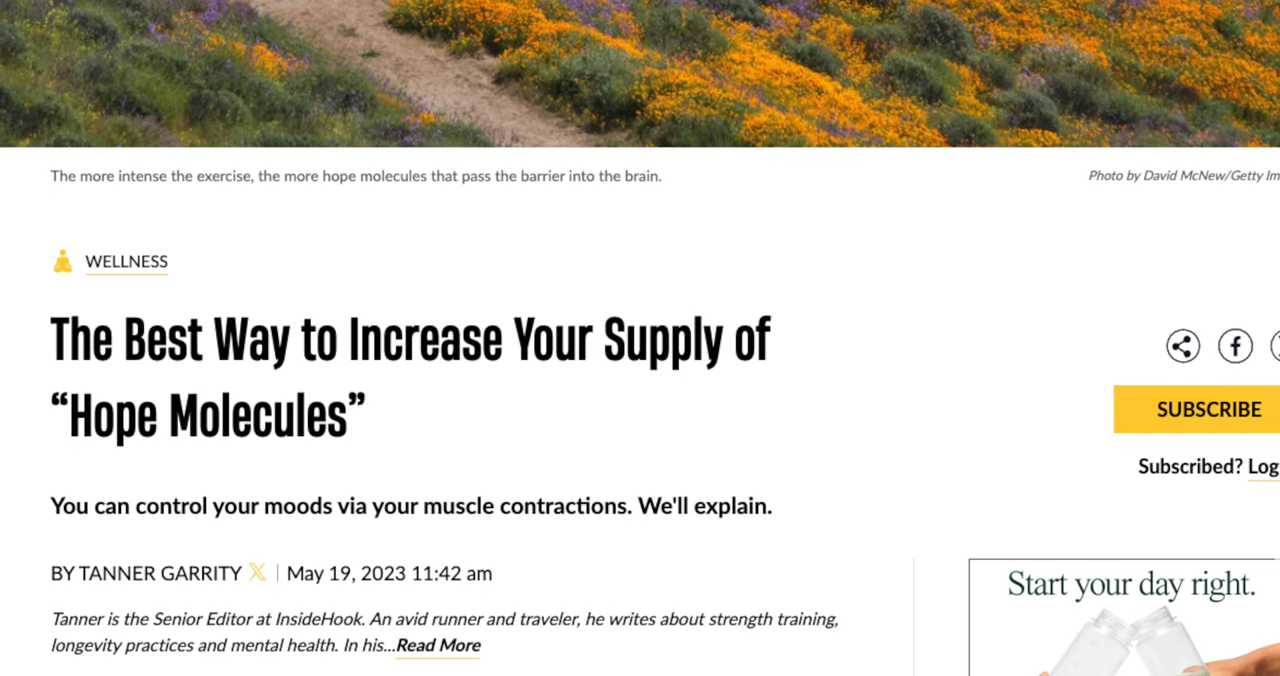 The more intense the exercise, the more hope molecules that pass the barrier into the brain.
Photo by David McNew/Getty Im
WELLNESS
The Best Way to Increase Your Supply of
“Hope Molecules”
SUBSCRIBE
Subscribed? Log
You can control your moods via your muscle contractions. We'll explain.
BY TANNER GARRITY 𝕏 | May 19, 2023 11:42 am
Tanner is the Senior Editor at InsideHook. An avid runner and traveler, he writes about strength training,
longevity practices and mental health. In his...Read More
Start your day right.